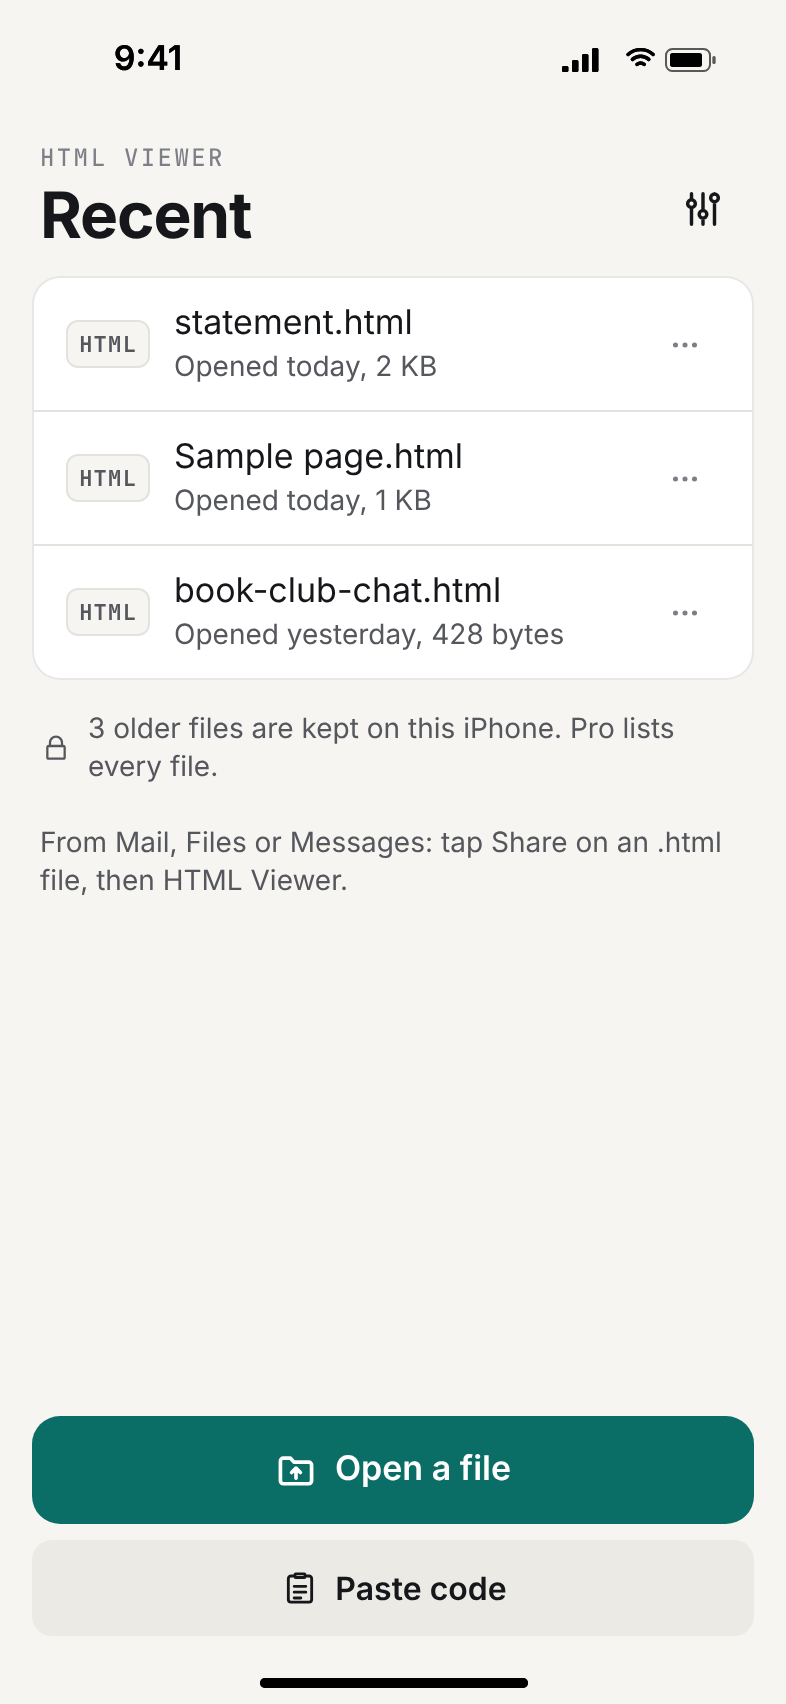 9:41
HTML VIEWER
Recent
HTML
statement.html
Opened today, 2 KB
HTML
Sample page.html
Opened today, 1 KB
HTML
book-club-chat.html
Opened yesterday, 428 bytes
3 older files are kept on this iPhone. Pro lists
every file.
From Mail, Files or Messages: tap Share on an .html
file, then HTML Viewer.
Open a file
Paste code